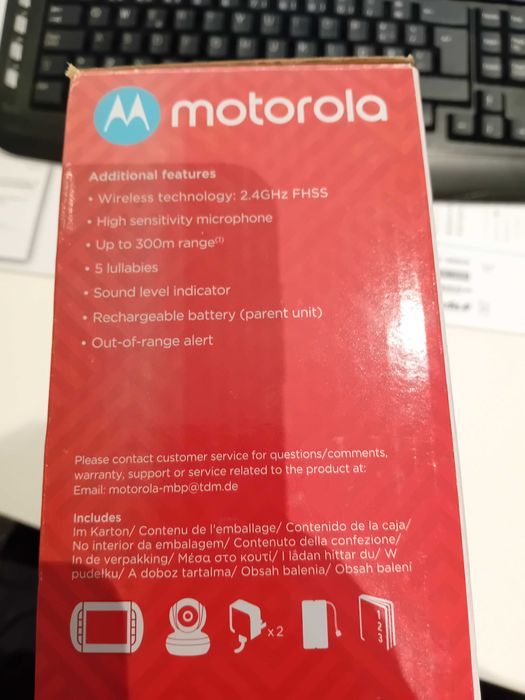 motorola
Additional features
• Wireless technology: 2.4GHz FHSS
• High sensitivity microphone
• Up to 300m range(1)
• 5 lullabies
• Sound level indicator
• Rechargeable battery (parent unit)
• Out-of-range alert
Please contact customer service for questions/comments,
warranty, support or service related to the product at:
Email: motorola-mbp@tdm.de
Includes
Im Karton/ Contenu de l'emballage/ Contenido de la caja/
No interior da embalagem/ Contenuto della confezione/
In de verpakking/ Μέσα στο κουτί/ I lådan hittar du/ W
pudełku/ A doboz tartalma/ Obsah balenia/ Obsah balení
x 2
1 2 3